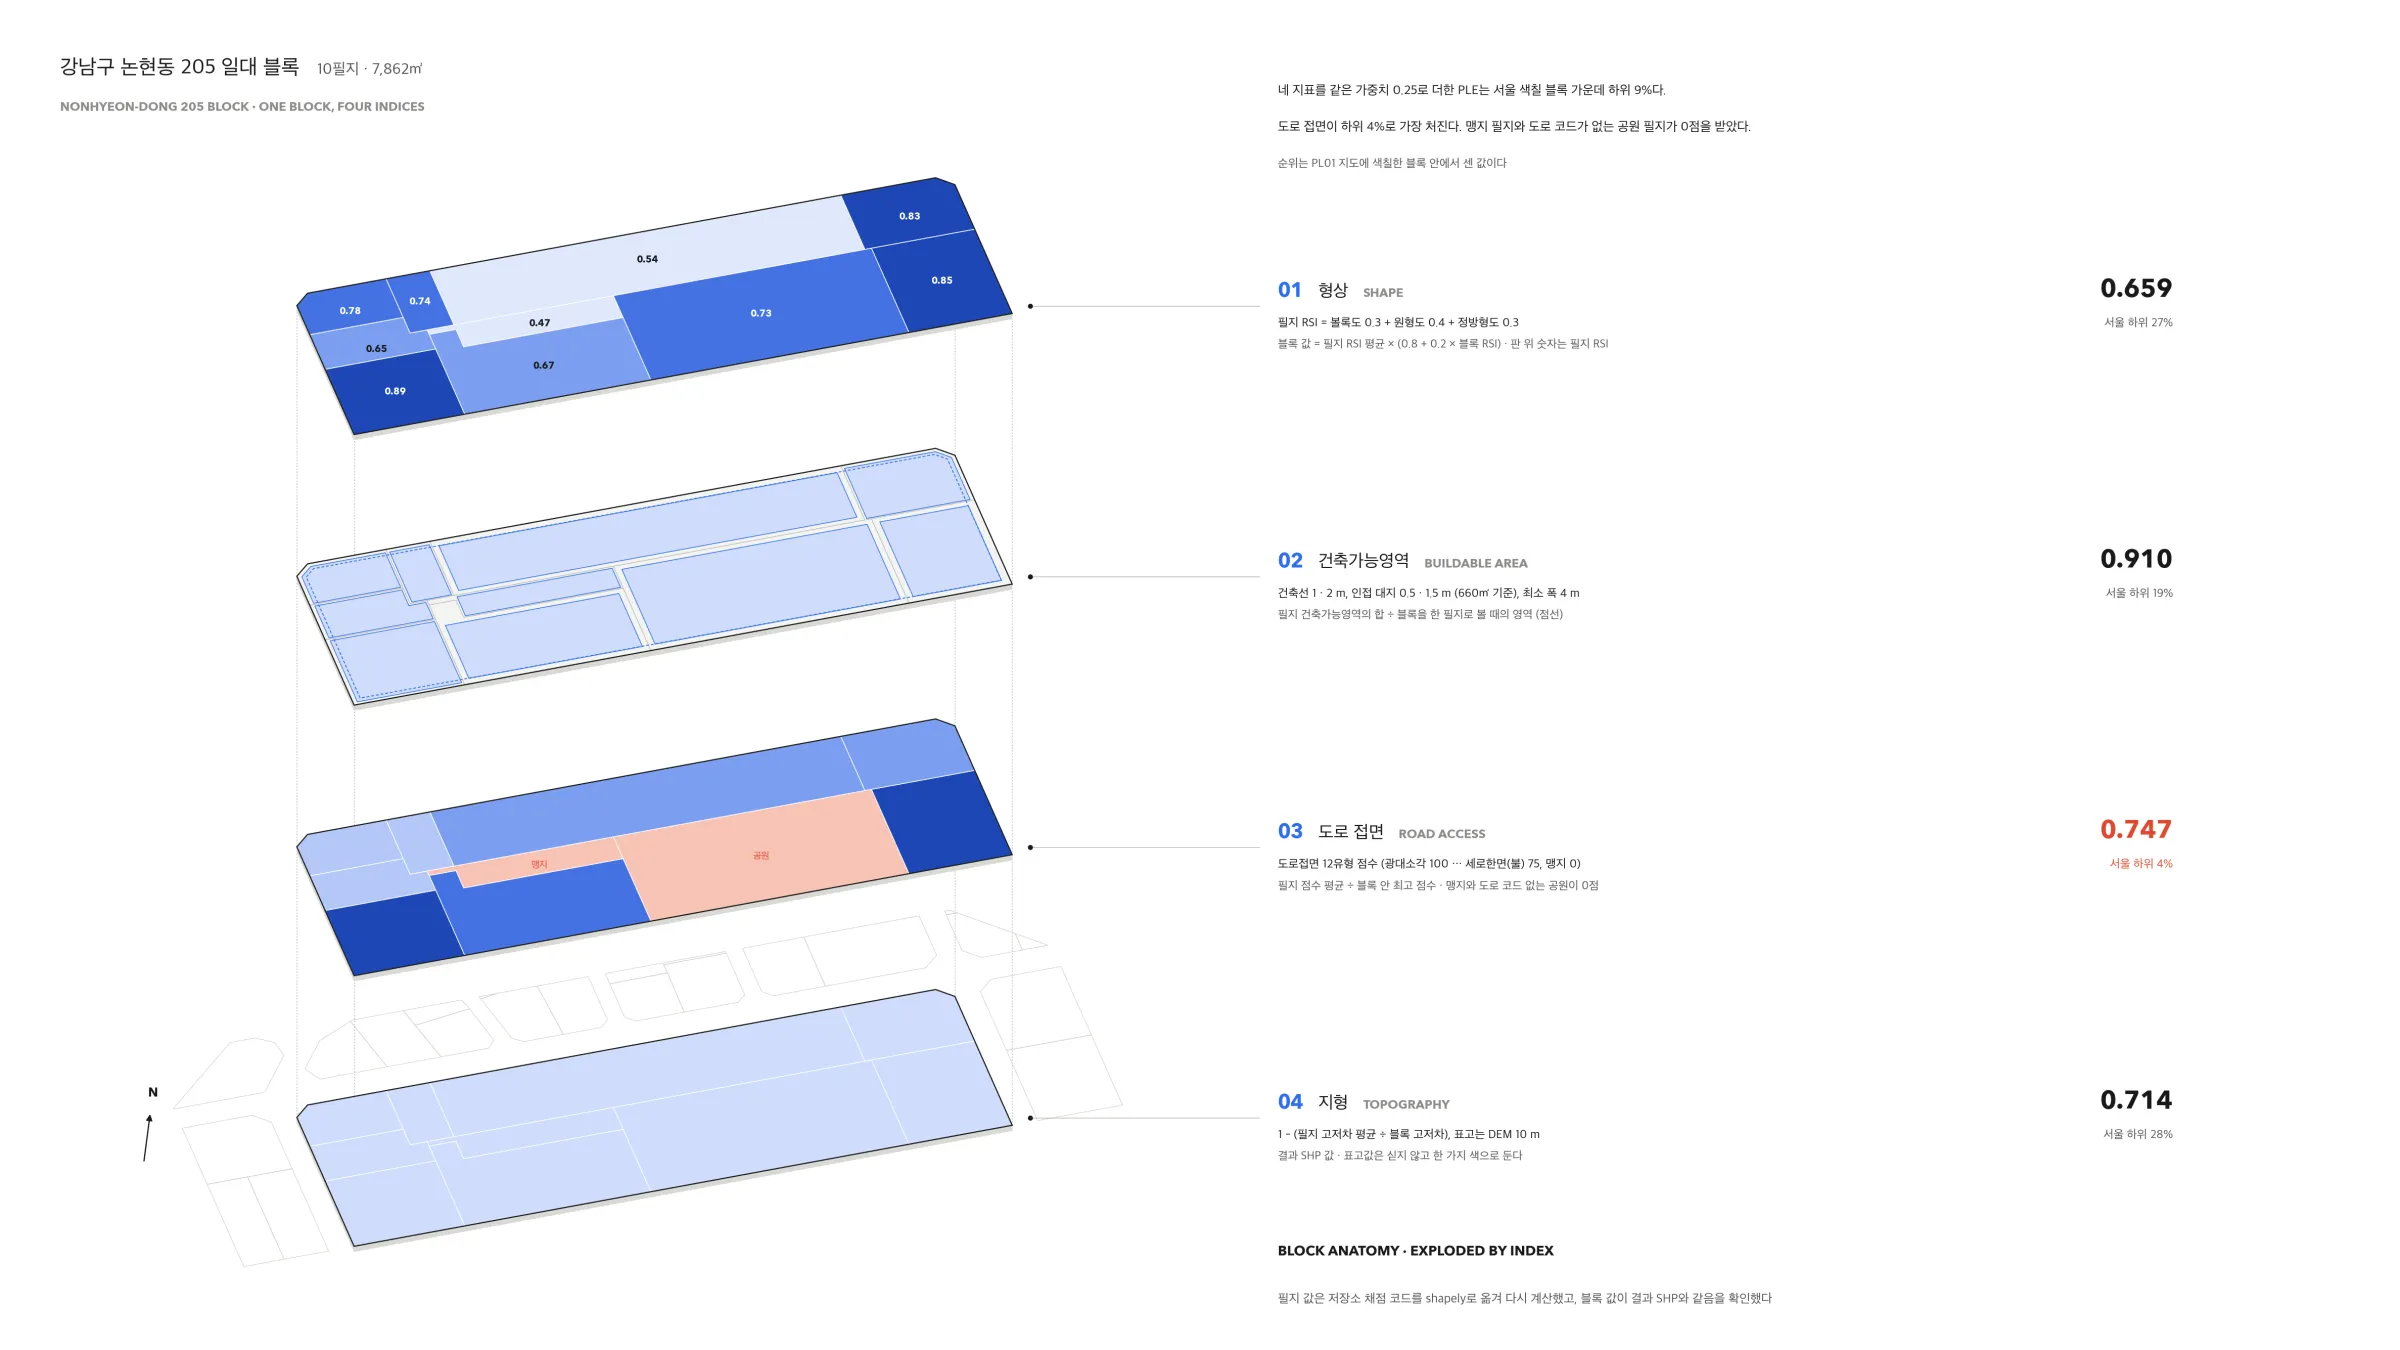 강남구 논현동 205 일대 블록 10필지 · 7,862㎡
NONHYEON-DONG 205 BLOCK · ONE BLOCK, FOUR INDICES
네 지표를 같은 가중치 0.25로 더한 PLE는 서울 색칠 블록 가운데 하위 9%다.
도로 접면이 하위 4%로 가장 처진다. 맹지 필지와 도로 코드가 없는 공원 필지가 0점을 받았다.
순위는 PL01 지도에 색칠한 블록 안에서 센 값이다
0.83
0.54
0.85
0.78
0.74
0.47
0.73
0.65
0.67
0.89
01 형상 SHAPE 0.659
필지 RSI = 볼록도 0.3 + 원형도 0.4 + 정방형도 0.3 서울 하위 27%
블록 값 = 필지 RSI 평균 × (0.8 + 0.2 × 블록 RSI) · 판 위 숫자는 필지 RSI
02 건축가능영역 BUILDABLE AREA 0.910
건축선 1 · 2 m, 인접 대지 0.5 · 1.5 m (660㎡ 기준), 최소 폭 4 m 서울 하위 19%
필지 건축가능영역의 합 ÷ 블록을 한 필지로 볼 때의 영역 (점선)
맹지
공원
03 도로 접면 ROAD ACCESS 0.747
도로접면 12유형 점수 (광대소각 100 ··· 세로한면(불) 75, 맹지 0) 서울 하위 4%
필지 점수 평균 ÷ 블록 안 최고 점수 · 맹지와 도로 코드 없는 공원이 0점
N
04 지형 TOPOGRAPHY 0.714
1 − (필지 고저차 평균 ÷ 블록 고저차), 표고는 DEM 10 m 서울 하위 28%
결과 SHP 값 · 표고값은 싣지 않고 한 가지 색으로 둔다
BLOCK ANATOMY · EXPLODED BY INDEX
필지 값은 저장소 채점 코드를 shapely로 옮겨 다시 계산했고, 블록 값이 결과 SHP와 같음을 확인했다